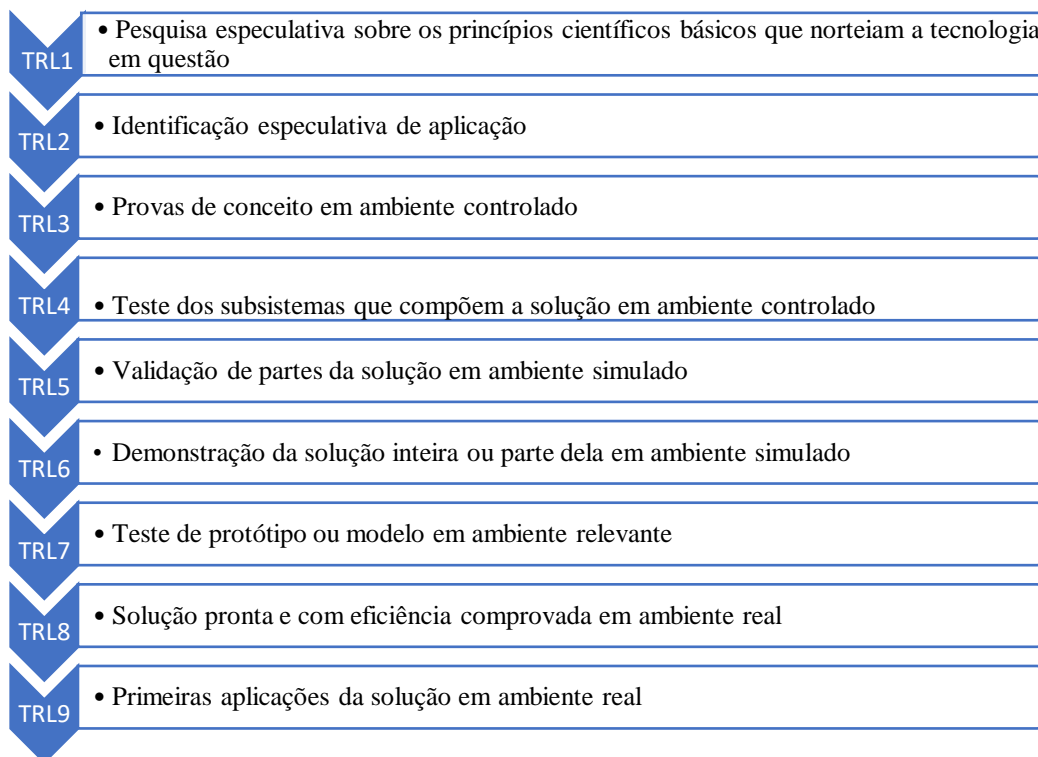 TRL1
• Pesquisa especulativa sobre os princípios científicos básicos que norteiam a tecnologia
em questão
TRL2
• Identificação especulativa de aplicação
TRL3
• Provas de conceito em ambiente controlado
TRL4
• Teste dos subsistemas que compõem a solução em ambiente controlado
TRL5
• Validação de partes da solução em ambiente simulado
TRL6
• Demonstração da solução inteira ou parte dela em ambiente simulado
TRL7
• Teste de protótipo ou modelo em ambiente relevante
TRL8
• Solução pronta e com eficiência comprovada em ambiente real
TRL9
• Primeiras aplicações da solução em ambiente real